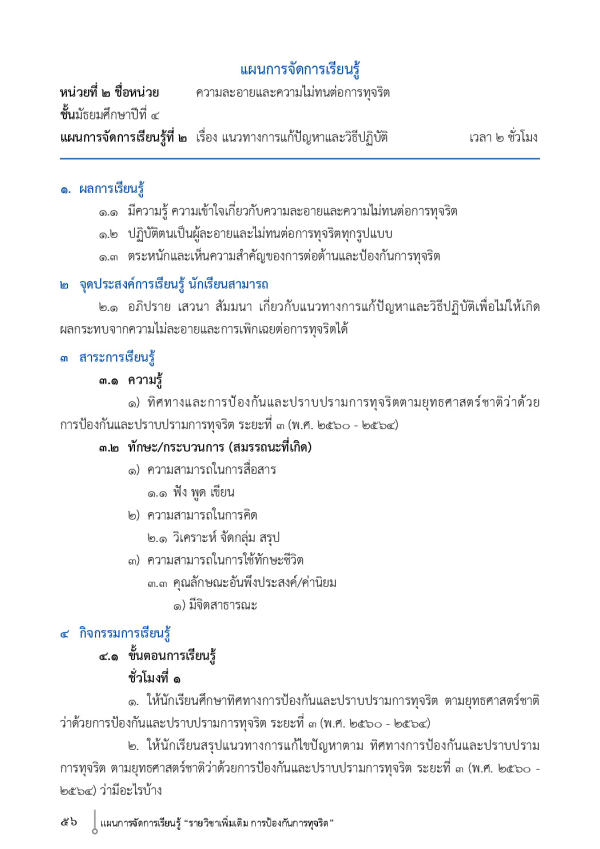 แผนการจัดการเรียนรู้
หน่วยที่ ๒ ชื่อหน่วย ความละอายและความไม่ทนต่อการทุจริต
ชั้นมัธยมศึกษาปีที่ ๔
แผนการจัดการเรียนรู้ที่ ๒ เรื่อง แนวทางการแก้ปัญหาและวิธีปฏิบัติ เวลา ๒ ชั่วโมง
๑. ผลการเรียนรู้
๑.๑ มีความรู้ ความเข้าใจเกี่ยวกับความละอายและความไม่ทนต่อการทุจริต
๑.๒ ปฏิบัติตนเป็นผู้ละอายและไม่ทนต่อการทุจริตทุกรูปแบบ
๑.๓ ตระหนักและเห็นความสำคัญของการต่อต้านและป้องกันการทุจริต
๒ จุดประสงค์การเรียนรู้ นักเรียนสามารถ
๒.๑ อภิปราย เสวนา สัมมนา เกี่ยวกับแนวทางการแก้ปัญหาและวิธีปฏิบัติเพื่อไม่ให้เกิด
ผลกระทบจากความไม่ละอายและการเพิกเฉยต่อการทุจริตได้
๓ สาระการเรียนรู้
๓.๑ ความรู้
๑) ทิศทางและการป้องกันและปราบปรามการทุจริตตามยุทธศาสตร์ชาติว่าด้วย
การป้องกันและปราบปรามการทุจริต ระยะที่ ๓ (พ.ศ. ๒๕๖๐ - ๒๕๖๔)
๓.๒ ทักษะ/กระบวนการ (สมรรถนะที่เกิด)
๑) ความสามารถในการสื่อสาร
๑.๑ ฟัง พูด เขียน
๒) ความสามารถในการคิด
๒.๑ วิเคราะห์ จัดกลุ่ม สรุป
๓) ความสามารถในการใช้ทักษะชีวิต
๓.๓ คุณลักษณะอันพึงประสงค์/ค่านิยม
๑) มีจิตสาธารณะ
๔ กิจกรรมการเรียนรู้
๔.๑ ขั้นตอนการเรียนรู้
ชั่วโมงที่ ๑
๑. ให้นักเรียนศึกษาทิศทางการป้องกันและปราบปรามการทุจริต ตามยุทธศาสตร์ชาติ
ว่าด้วยการป้องกันและปราบปรามการทุจริต ระยะที่ ๓ (พ.ศ. ๒๕๖๐ - ๒๕๖๔)
๒. ให้นักเรียนสรุปแนวทางการแก้ไขปัญหาตาม ทิศทางการป้องกันและปราบปราม
การทุจริต ตามยุทธศาสตร์ชาติว่าด้วยการป้องกันและปราบปรามการทุจริต ระยะที่ ๓ (พ.ศ. ๒๕๖๐ -
๒๕๖๔) ว่ามีอะไรบ้าง
๕๖ แผนการจัดการเรียนรู้ “รายวิชาเพิ่มเติม การป้องกันการทุจริต”